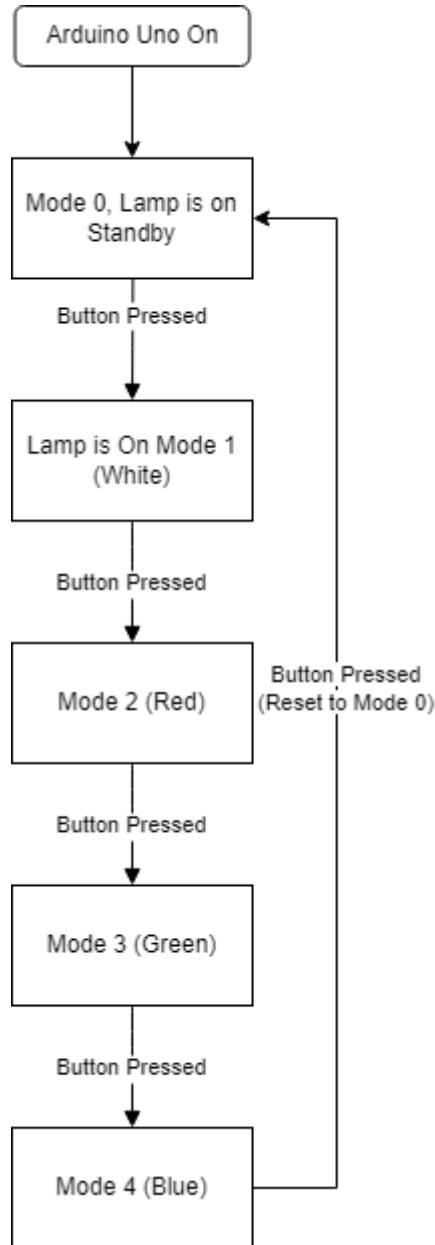 Arduino Uno On
Mode 0, Lamp is on
Standby
Button Pressed
Lamp is On Mode 1
(White)
Button Pressed
Mode 2 (Red)
Button Pressed
(Reset to Mode 0)
Button Pressed
Mode 3 (Green)
Button Pressed
Mode 4 (Blue)